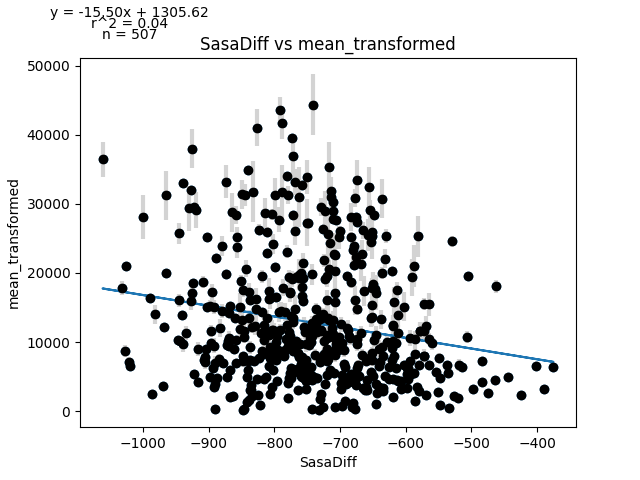 y = -15.50x + 1305.62
r^2 = 0.04
n = 507
SasaDiff vs mean_transformed
50000
40000
30000
20000
10000
0
mean_transformed
−1000
−900
−800
−700
−600
−500
−400
SasaDiff